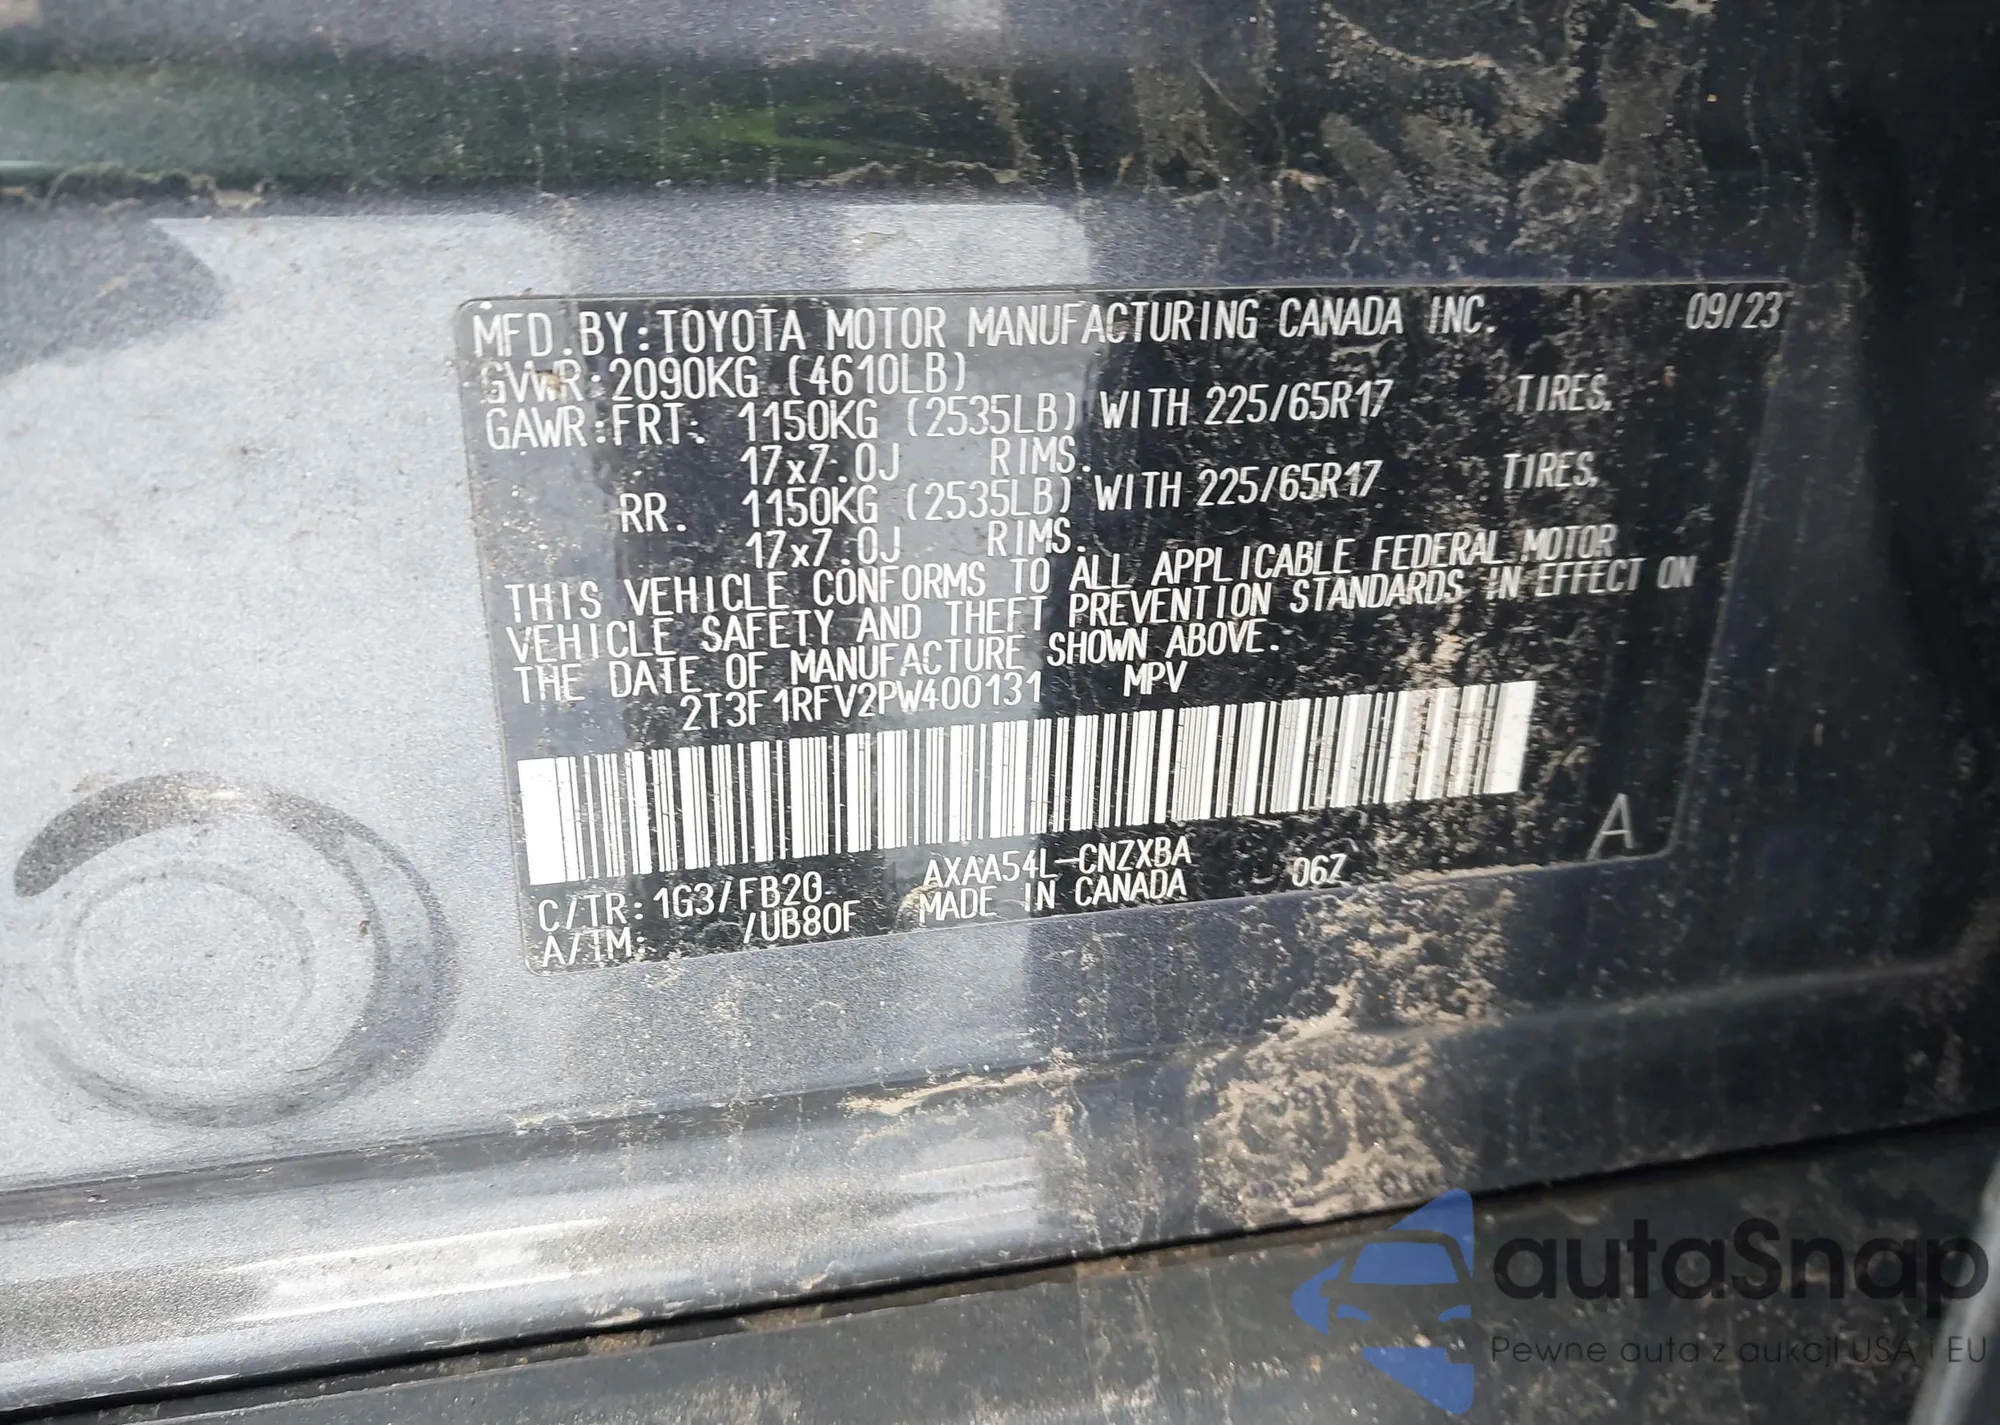 MFD. BY: TOYOTA MOTOR MANUFACTURING CANADA INC. 09/23
GVWR: 2090KG (4610LB)
GAWR: FRT: 1150KG (2535LB) WITH 225/65R17 TIRES,
17x7.0J RIMS.
RR. 1150KG (2535LB) WITH 225/65R17 TIRES,
17x7.0J RIMS.
THIS VEHICLE CONFORMS TO ALL APPLICABLE FEDERAL MOTOR
VEHICLE SAFETY AND THEFT PREVENTION STANDARDS IN EFFECT ON
THE DATE OF MANUFACTURE SHOWN ABOVE.
2T3F1RFV2PW400131 MPV
A
C/TR: 1G3/FB20 AXAA54L-CNZXBA 06Z
A/TM: /UB80F MADE IN CANADA
autaSnap
Pewne auta z aukcji USA i EU